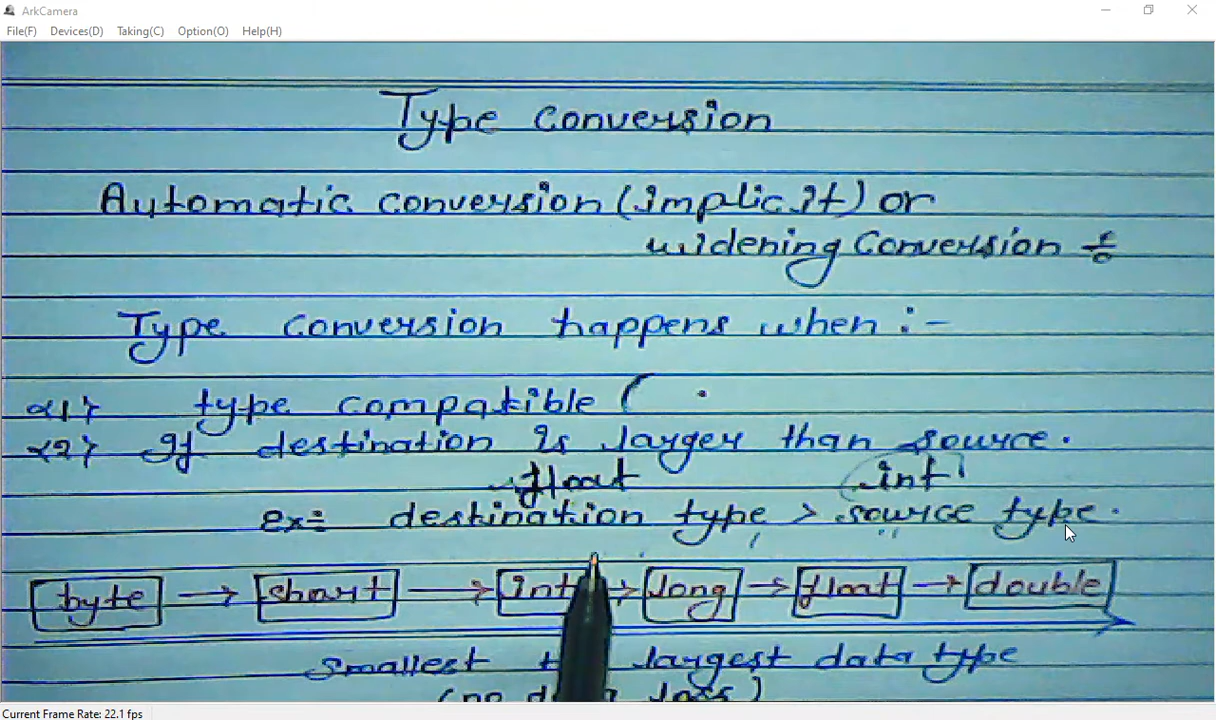 ArkCamera
File(F) Devices(D) Taking(C) Option(O) Help(H)
Type Conversion
Automatic conversion (implicit) or
widening Conversion :-
Type conversion happens when :-
<1> type compatible (
<2> If destination is larger than source.
float int
Ex:- destination type > source type.
byte → short → int → long → float → double
smallest largest data type
(no loss)
Current Frame Rate: 22.1 fps